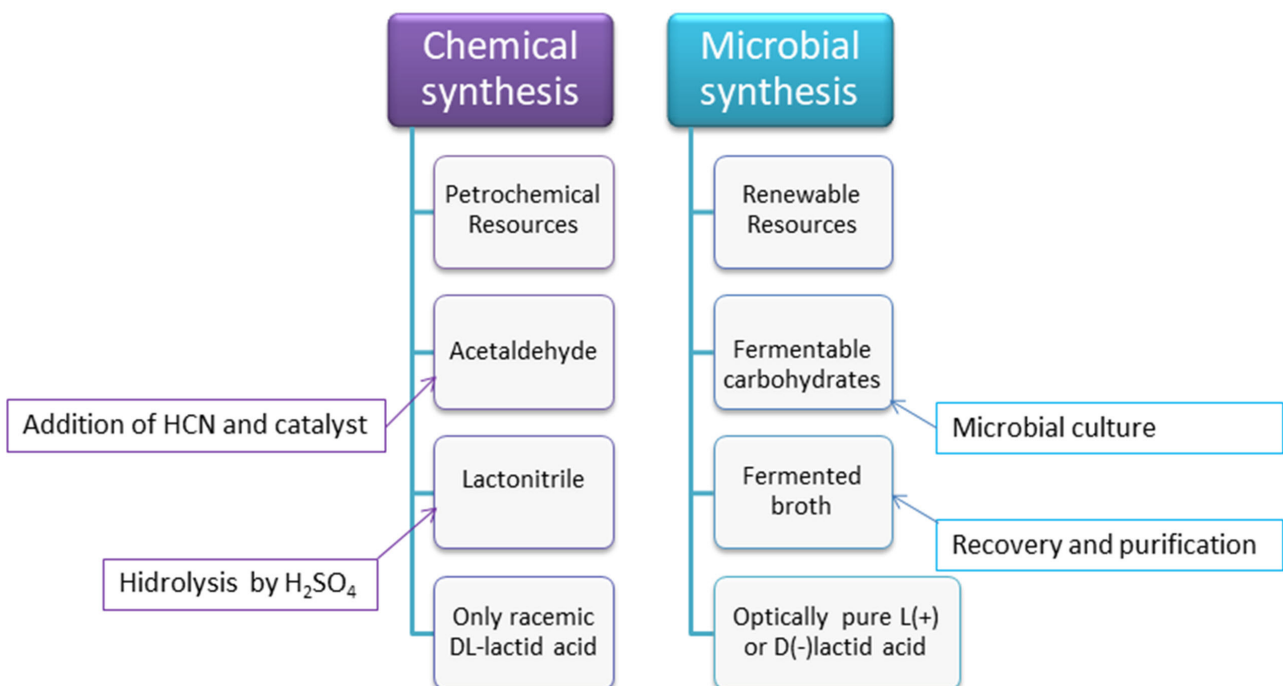 Chemical
synthesis
Petrochemical
Resources
Acetaldehyde
Addition of HCN and catalyst
Lactonitrile
Hidrolysis by H₂SO₄
Only racemic
DL-lactid acid
Microbial
synthesis
Renewable
Resources
Fermentable
carbohydrates
Microbial culture
Fermented
broth
Recovery and purification
Optically pure L(+)
or D(-)lactid acid